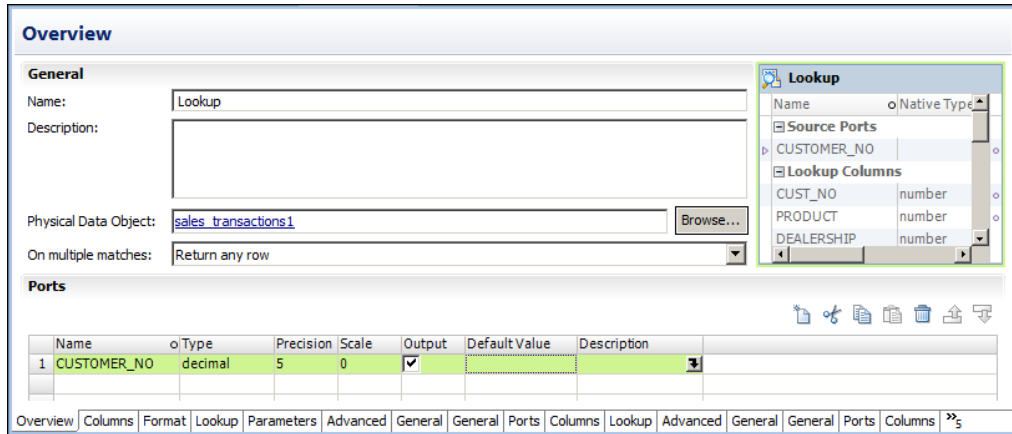 Overview
General
Name: Lookup
Description:
Physical Data Object: sales_transactions1 Browse...
On multiple matches: Return any row
Lookup
Name Native Type
Source Ports
CUSTOMER_NO
Lookup Columns
CUST_NO number
PRODUCT number
DEALERSHIP number
Ports
Name Type Precision Scale Output Default Value Description
1 CUSTOMER_NO decimal 5 0
Overview Columns Format Lookup Parameters Advanced General General Ports Columns Lookup Advanced General General Ports Columns »5